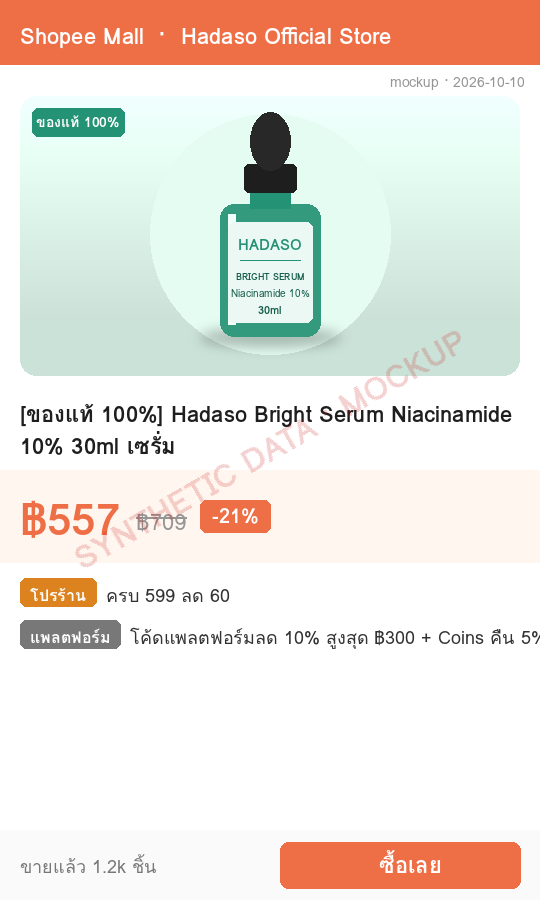 Shopee Mall · Hadaso Official Store
mockup · 2026-10-10
ของแท้ 100%
HADASO
BRIGHT SERUM
Niacinamide 10%
30ml
[ของแท้ 100%] Hadaso Bright Serum Niacinamide
10% 30ml เซรั่ม
SYNTHETIC DATA · MOCKUP
฿557 ฿709 -21%
โปรร้าน ครบ 599 ลด 60
แพลตฟอร์ม โค้ดแพลตฟอร์มลด 10% สูงสุด ฿300 + Coins คืน 5%
ขายแล้ว 1.2k ชิ้น ซื้อเลย